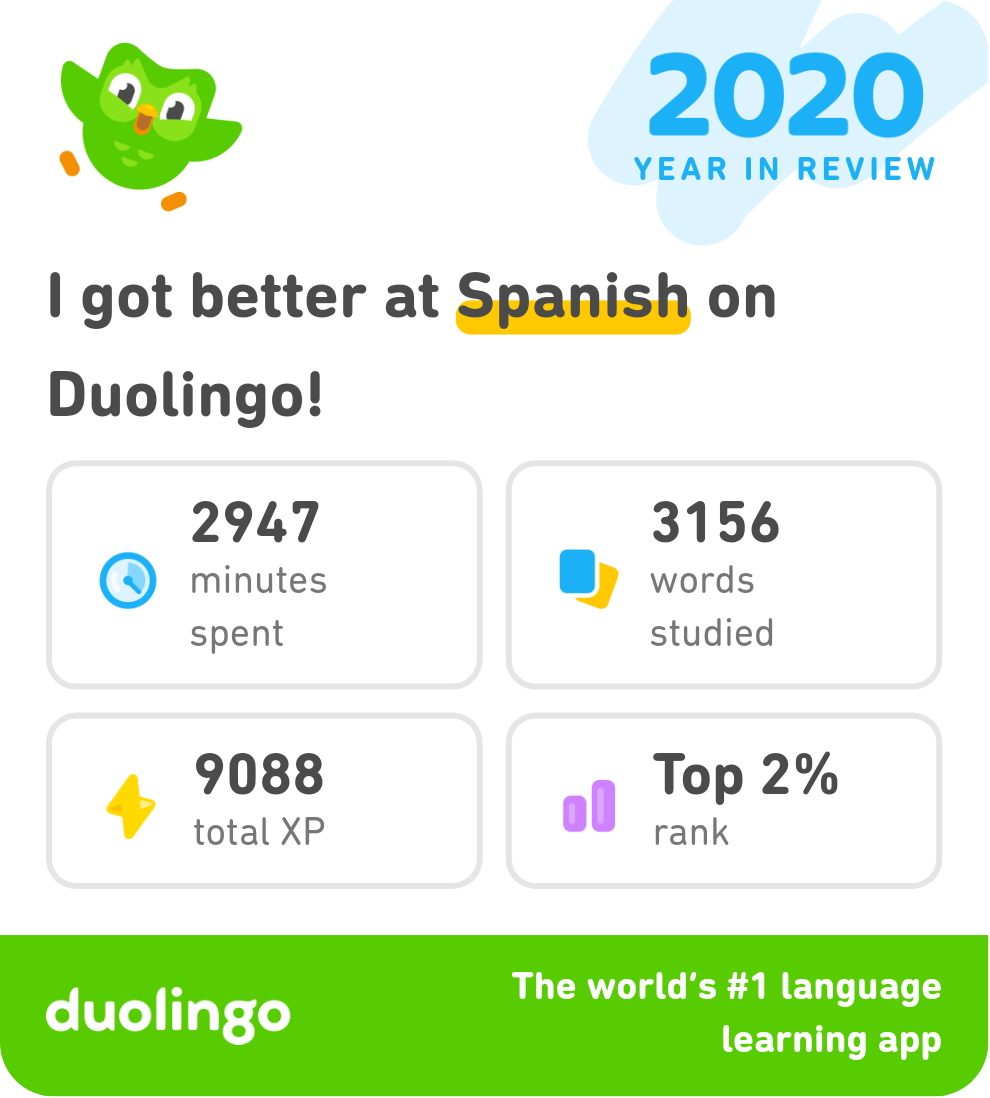 2020
YEAR IN REVIEW
I got better at Spanish on
Duolingo!
2947
minutes
spent
3156
words
studied
9088
total XP
Top 2%
rank
duolingo
The world’s #1 language
learning app